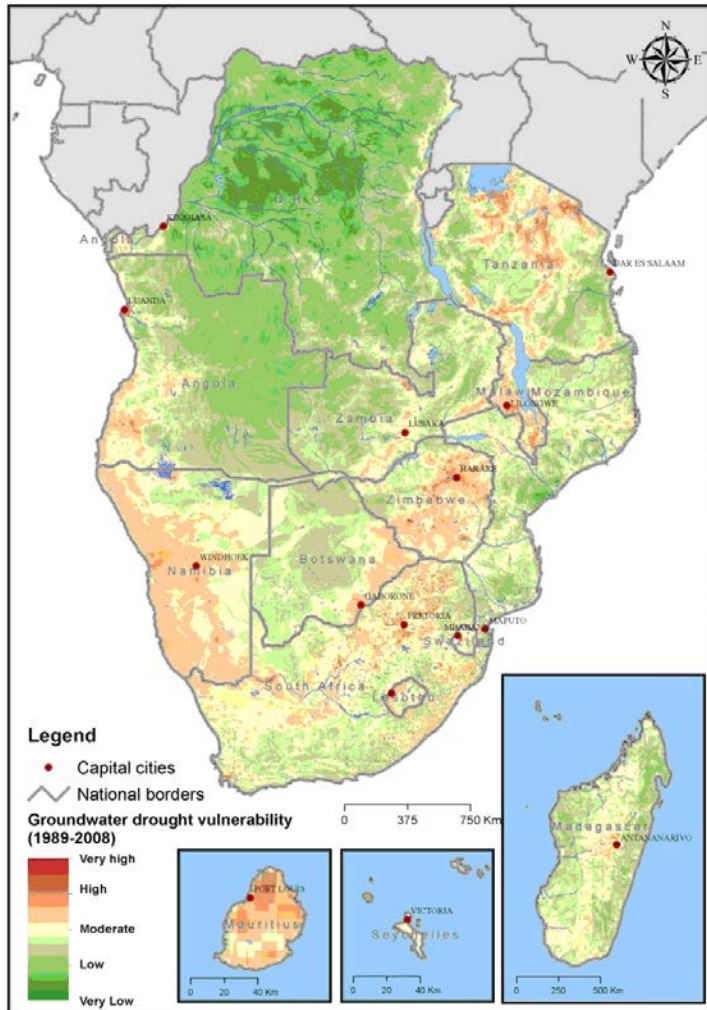 N
W E
S
D R C
KINSHASA
Angola
Tanzania
DAR ES SALAAM
LUANDA
Angola
Malawi
Mozambique
LILONGWE
Zambia
LUSAKA
HARARE
Zimbabwe
Botswana
WINDHOEK
Namibia
GABORONE
PRETORIA
MAPUTO
Swaziland
South Africa
Lesotho
Legend
Capital cities
National borders
Groundwater drought vulnerability
(1989-2008)
Very high
High
Moderate
Low
Very Low
0 375 750 Km
PORT LOUIS
Mauritius
0 20 40 Km
VICTORIA
Seychelles
0 20 40 Km
Madagascar
ANTANANARIVO
0 250 500 Km